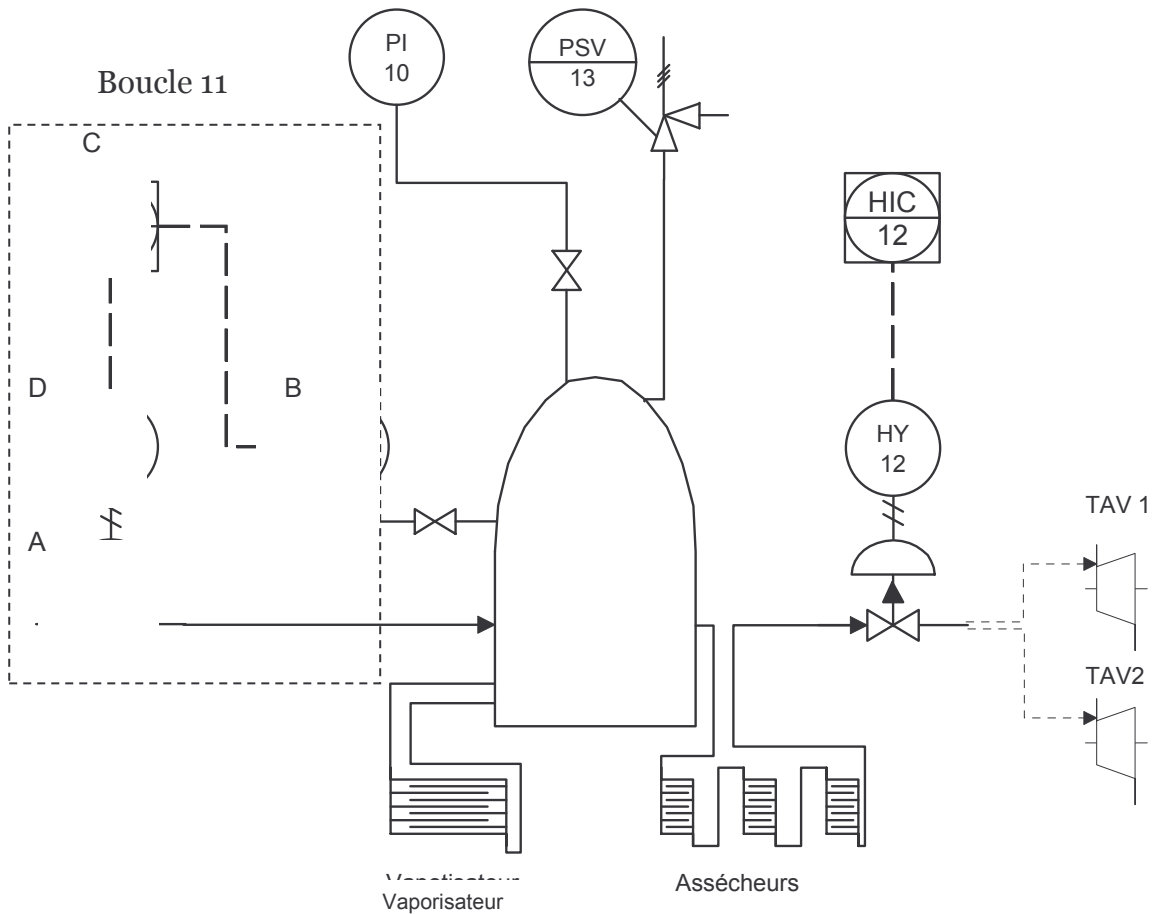 PI
10
PSV
13
Boucle 11
C
HIC
12
D
B
HY
12
TAV 1
A
TAV2
Vaporisateur
Assécheurs